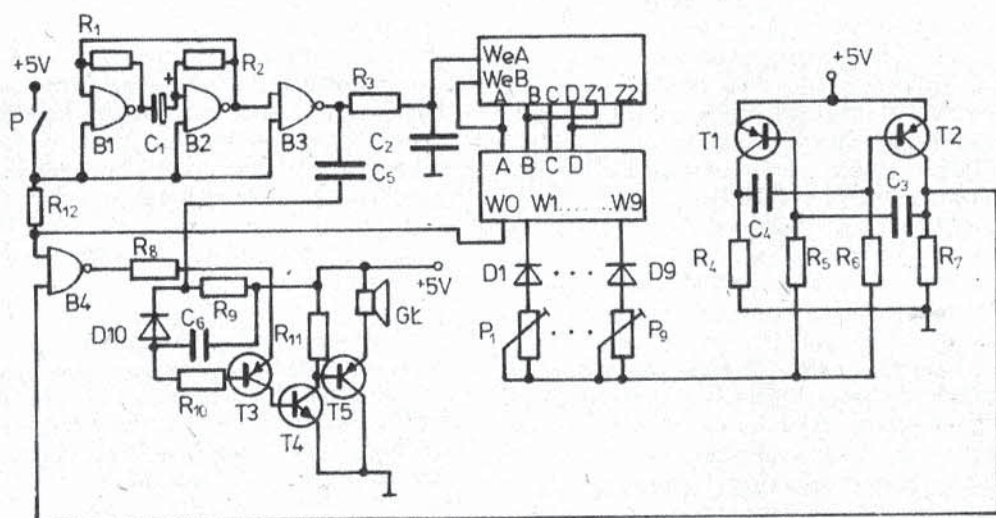 R1
+5V
P
B1
C1
R2
B2
B3
R3
C2
C5
WeA
WeB
A B C D Z1 Z2
A B C D
W0 W1......W9
R12
B4
R8
D10
R9
C6
R10
R11
T3
T4
T5
GŁ
+5V
D1 ... D9
P1 ... P9
+5V
T1
T2
C4
C3
R4
R5
R6
R7